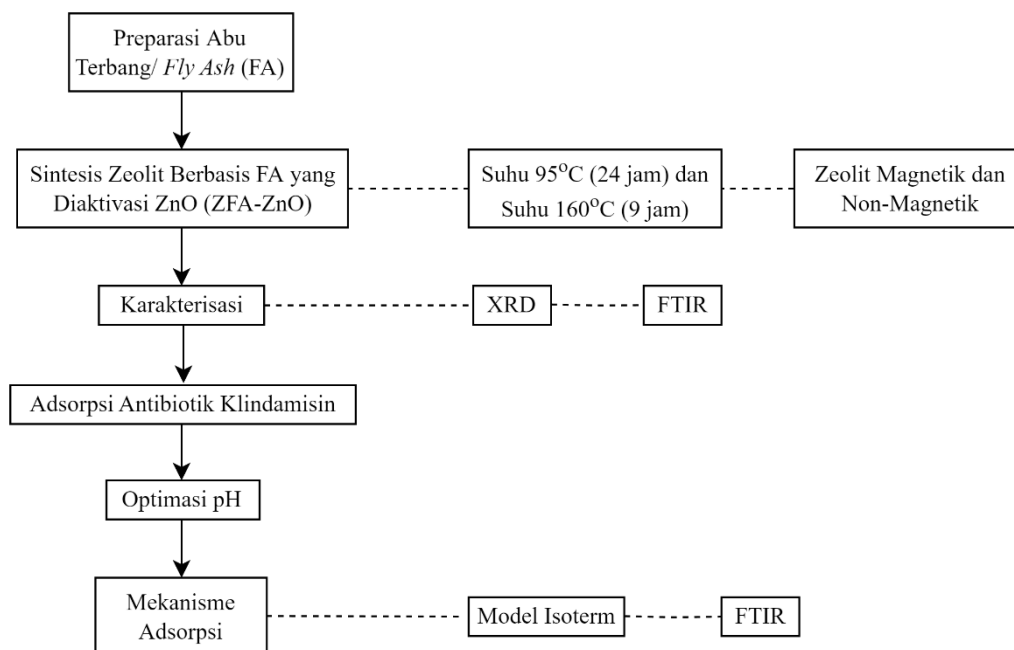 Preparasi Abu
Terbang/ Fly Ash (FA)
Sintesis Zeolit Berbasis FA yang
Diaktivasi ZnO (ZFA-ZnO)
Suhu 95°C (24 jam) dan
Suhu 160°C (9 jam)
Zeolit Magnetik dan
Non-Magnetik
Karakterisasi
XRD
FTIR
Adsorpsi Antibiotik Klindamisin
Optimasi pH
Mekanisme
Adsorpsi
Model Isoterm
FTIR